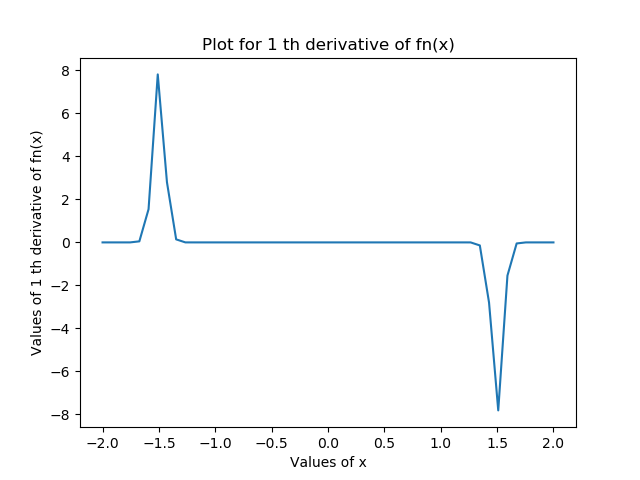 Plot for 1 th derivative of fn(x)
8
6
4
2
0
−2
−4
−6
−8
Values of 1 th derivative of fn(x)
−2.0 −1.5 −1.0 −0.5 0.0 0.5 1.0 1.5 2.0
Values of x